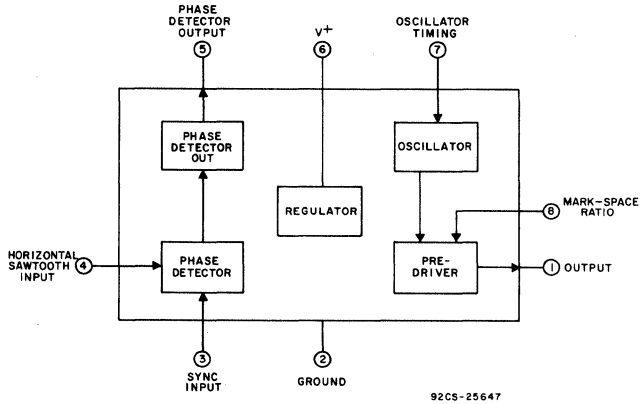 PHASE
DETECTOR
OUTPUT
5
V+
6
OSCILLATOR
TIMING
7
PHASE
DETECTOR
OUT
OSCILLATOR
REGULATOR
8
MARK-SPACE
RATIO
HORIZONTAL
SAWTOOTH
INPUT
4
PHASE
DETECTOR
PRE-
DRIVER
1
OUTPUT
3
SYNC
INPUT
2
GROUND
92CS-25647